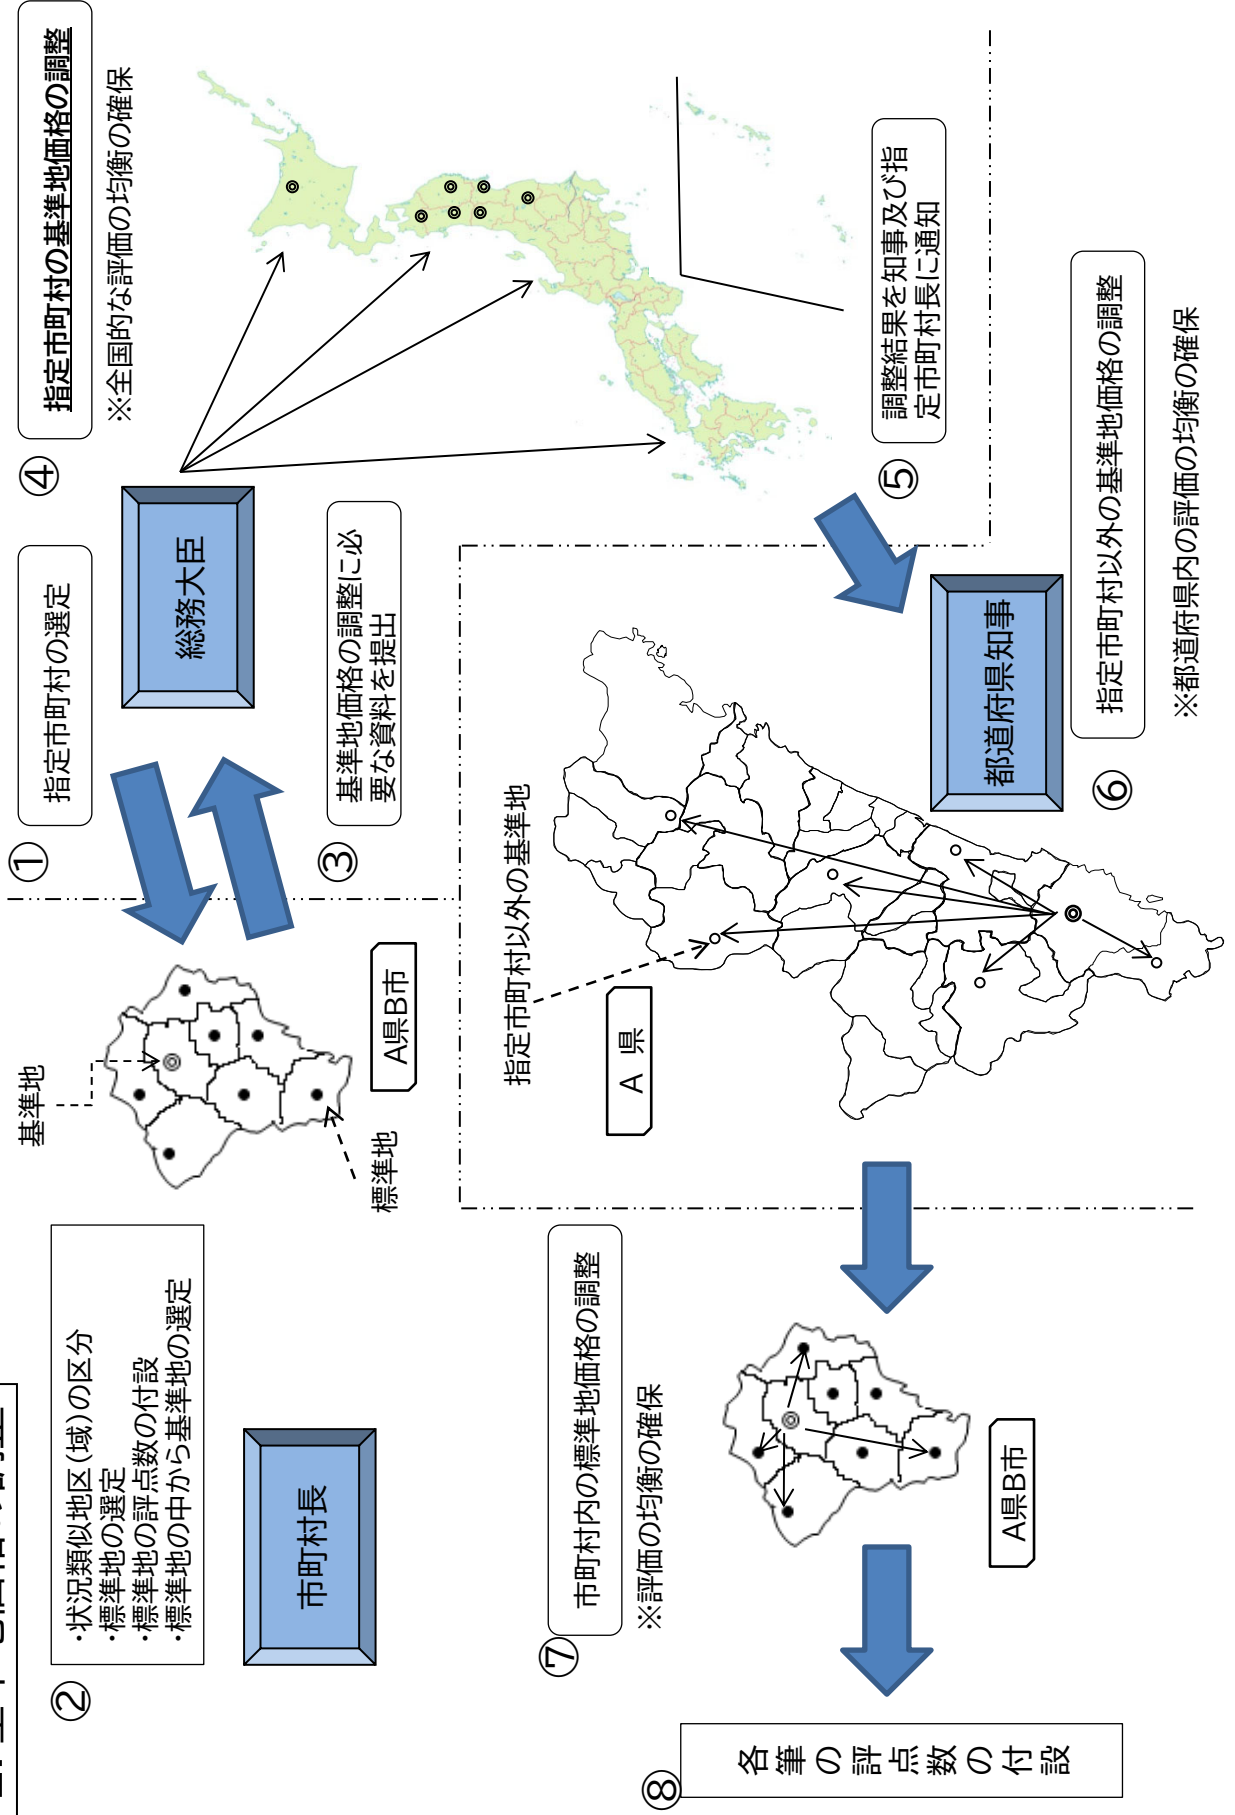 ①
指定市町村の選定
総務大臣
④
指定市町村の基準地価格の調整
※全国的な評価の均衡の確保
②
・状況類似地区(域)の区分
・標準地の選定
・標準地の評点数の付設
・標準地の中から基準地の選定
市町村長
基準地
標準地
A県B市
③
基準地価格の調整に必
要な資料を提出
⑤
調整結果を知事及び指
定市町村長に通知
指定市町村以外の基準地
A 県
都道府県知事
⑥
指定市町村以外の基準地価格の調整
※都道府県内の評価の均衡の確保
⑦
市町村内の標準地価格の調整
※評価の均衡の確保
A県B市
⑧
各筆の評点数の付設